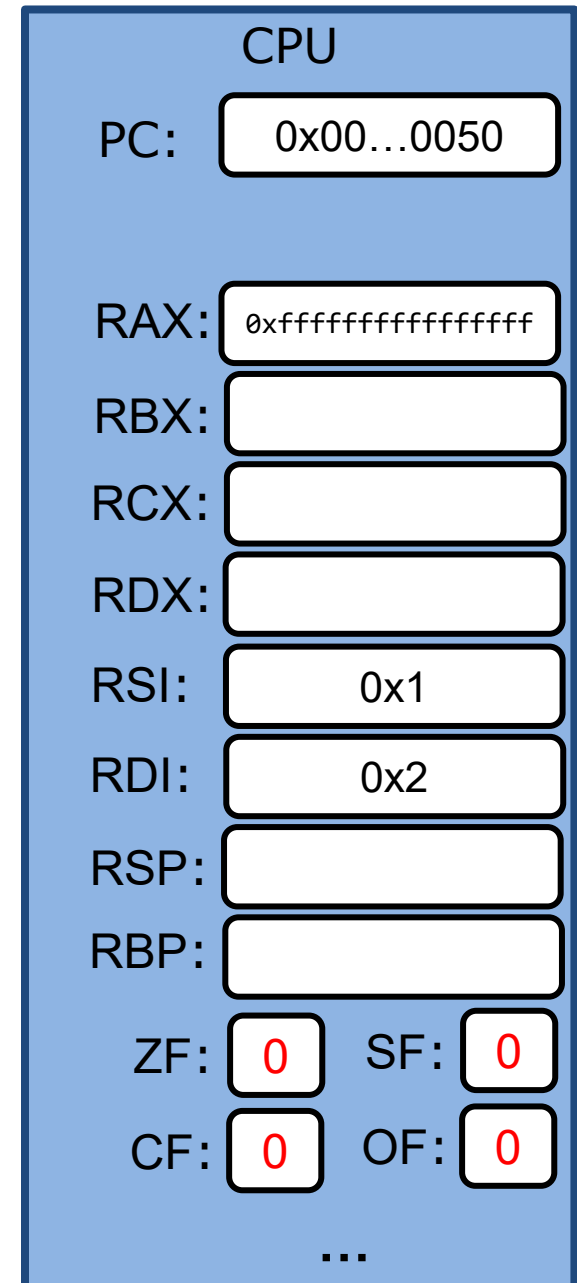 CPU
PC: 0x00…0050
RAX: 0xffffffffffffffff
RBX:
RCX:
RDX:
RSI: 0x1
RDI: 0x2
RSP:
RBP:
ZF: 0 SF: 0
CF: 0 OF: 0
…